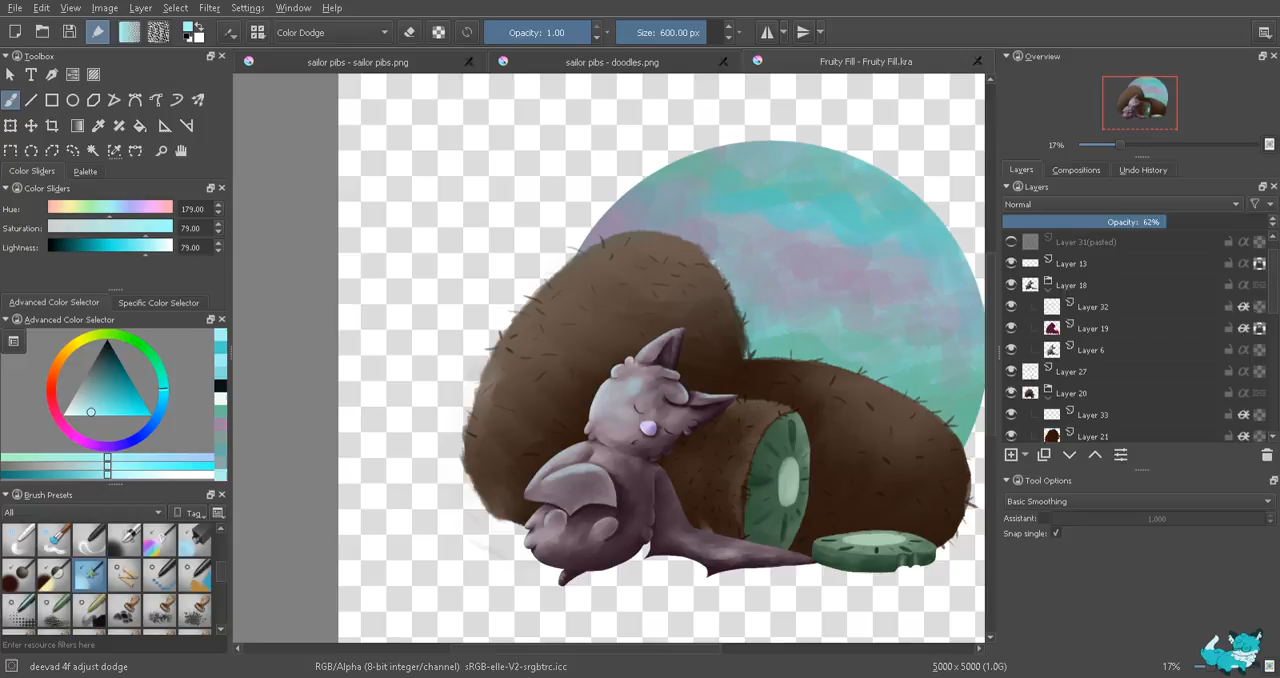 File Edit View Image Layer Select Filter Settings Window Help
Color Dodge Opacity: 1.00 Size: 600.00 px
Toolbox
sailor pibs - sailor pibs.png
sailor pibs - doodles.png
Fruity Fill - Fruity Fill.kra
Overview
17%
Color Sliders Palette
Color Sliders
Hue: 179.00
Saturation: 79.00
Lightness: 79.00
Advanced Color Selector Specific Color Selector
Advanced Color Selector
Brush Presets
All Tag
Enter resource filters here
deevad 4f adjust dodge
RGB/Alpha (8-bit integer/channel) sRGB-elle-V2-srgbtrc.icc
5000 x 5000 (1.0G)
17%
Layers Compositions Undo History
Layers
Normal
Opacity: 62%
Layer 31(pasted)
Layer 13
Layer 18
Layer 32
Layer 19
Layer 6
Layer 27
Layer 20
Layer 33
Layer 21
Tool Options
Basic Smoothing
Assistant: 1,000
Snap single: